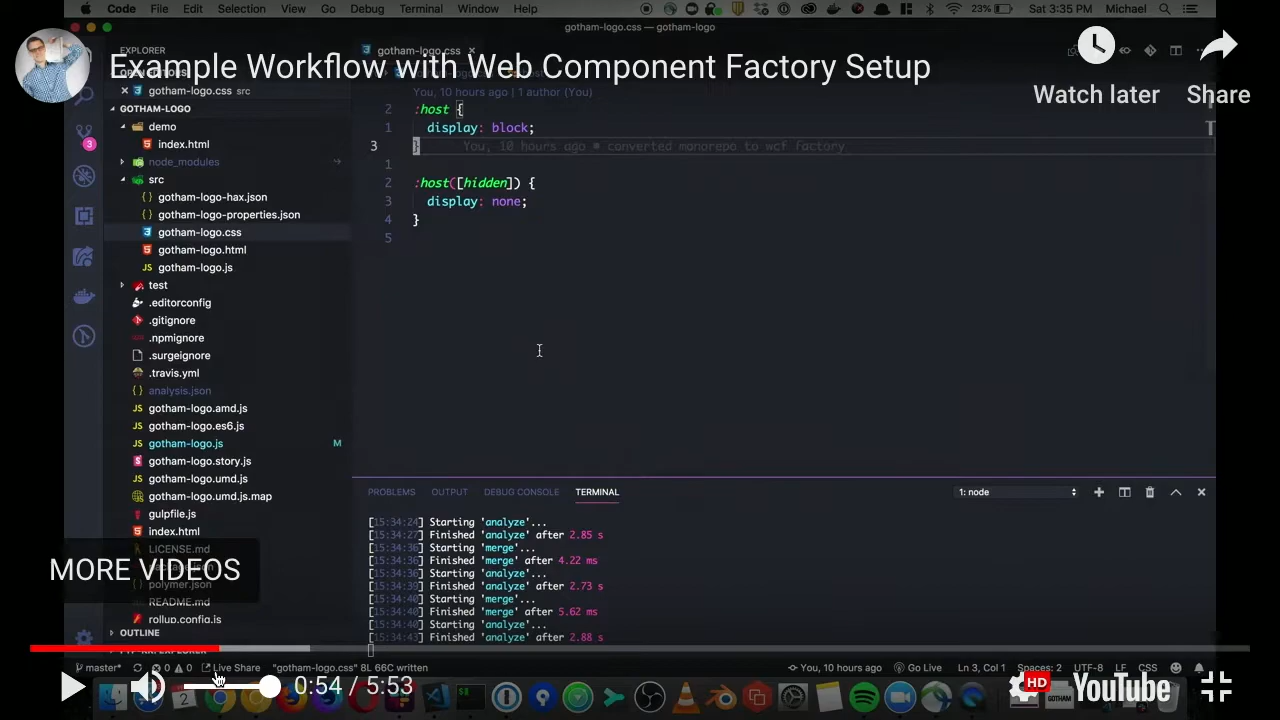 Code File Edit Selection View Go Debug Terminal Window Help 23% Sat 3:35 PM Michael
gotham-logo.css — gotham-logo
Example Workflow with Web Component Factory Setup
Watch later Share
EXPLORER
gotham-logo.css
gotham-logo.css src
GOTHAM-LOGO
demo
index.html
node_modules
src
gotham-logo-hax.json
gotham-logo-properties.json
gotham-logo.css
gotham-logo.html
gotham-logo.js
test
.editorconfig
.gitignore
.npmignore
.surgeignore
.travis.yml
analysis.json
gotham-logo.amd.js
gotham-logo.es6.js
gotham-logo.js M
gotham-logo.story.js
gotham-logo.umd.js
gotham-logo.umd.js.map
gulpfile.js
index.html
LICENSE.md
polymer.json
README.md
rollup.config.js
OUTLINE
3
You, 10 hours ago | 1 author (You)
2 :host {
1 display: block;
3 } You, 10 hours ago • converted monorepo to wcf factory
1
2 :host([hidden]) {
3 display: none;
4 }
5
PROBLEMS OUTPUT DEBUG CONSOLE TERMINAL 1: node
[15:34:24] Starting 'analyze'...
[15:34:27] Finished 'analyze' after 2.85 s
[15:34:36] Starting 'merge'...
[15:34:36] Finished 'merge' after 4.22 ms
[15:34:36] Starting 'analyze'...
[15:34:39] Finished 'analyze' after 2.73 s
[15:34:40] Starting 'merge'...
[15:34:40] Finished 'merge' after 5.62 ms
[15:34:40] Starting 'analyze'...
[15:34:43] Finished 'analyze' after 2.88 s
MORE VIDEOS
master* 0 0 Live Share "gotham-logo.css" 8L 66C written You, 10 hours ago Go Live Ln 3, Col 1 Spaces: 2 UTF-8 LF CSS
0:54 / 5:53 HD YouTube